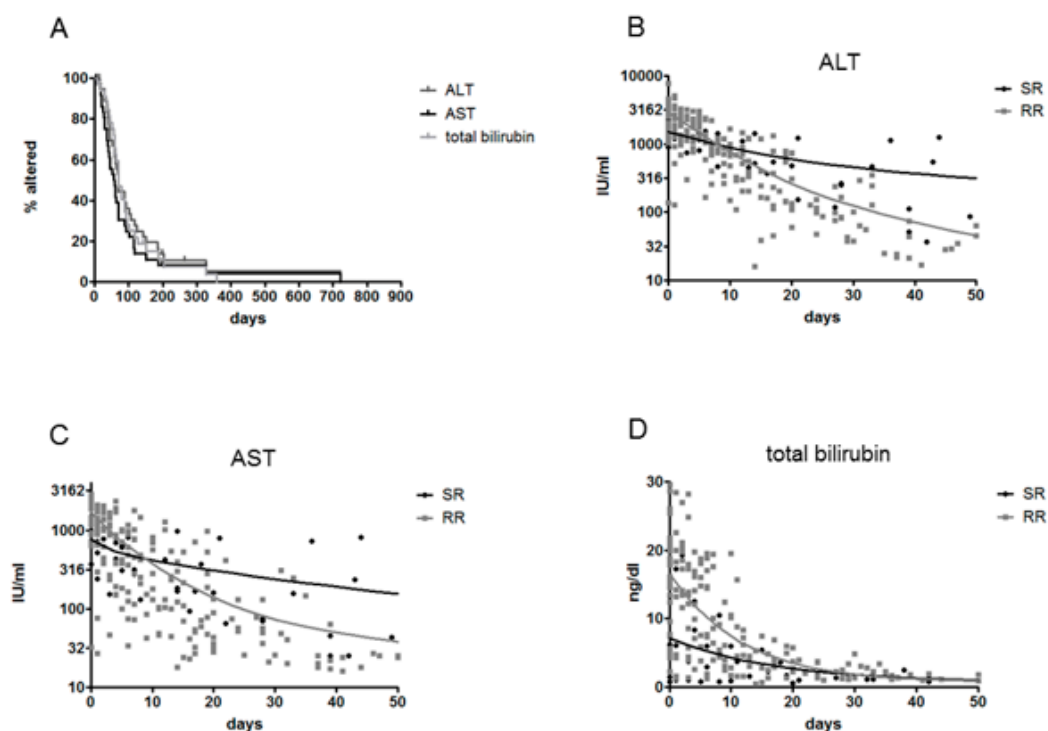 A
% altered
100
80
60
40
20
0
0 100 200 300 400 500 600 700 800 900
days
ALT
AST
total bilirubin
B
ALT
IU/ml
10000
3162
1000
316
100
32
10
0 10 20 30 40 50
days
SR
RR
C
AST
IU/ml
3162
1000
316
100
32
10
0 10 20 30 40 50
days
SR
RR
D
total bilirubin
ng/dl
30
20
10
0
0 10 20 30 40 50
days
SR
RR